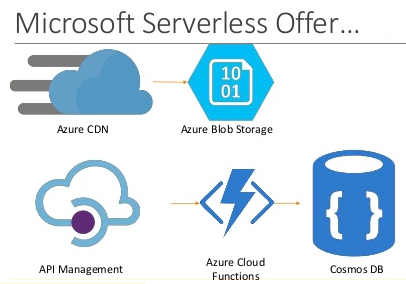 Microsoft Serverless Offer...
10
01
Azure CDN
Azure Blob Storage
API Management
Azure Cloud
Functions
Cosmos DB